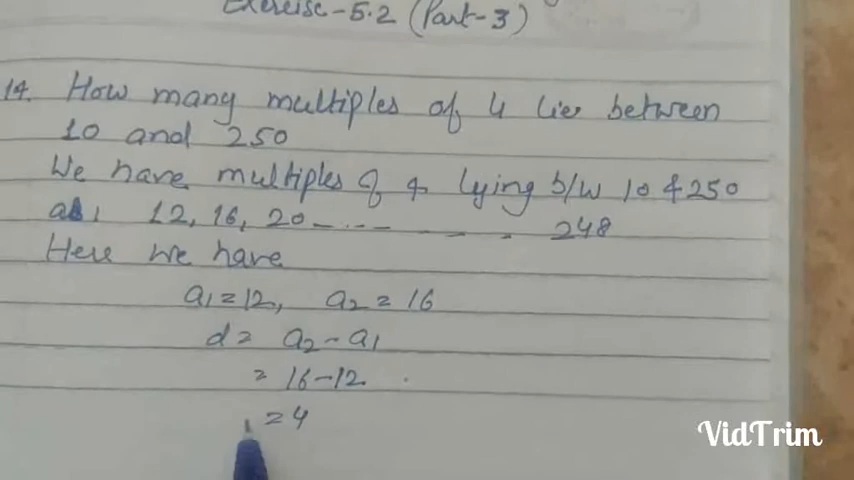 Exercise-5.2 (Part-3)
14. How many multiples of 4 lies between
10 and 250
We have multiples of 4 lying b/w 10 & 250
as, 12, 16, 20 - - - - - - - 248
Here we have
a₁ = 12, a₂ = 16
d = a₂ - a₁
= 16 - 12
= 4
VidTrim